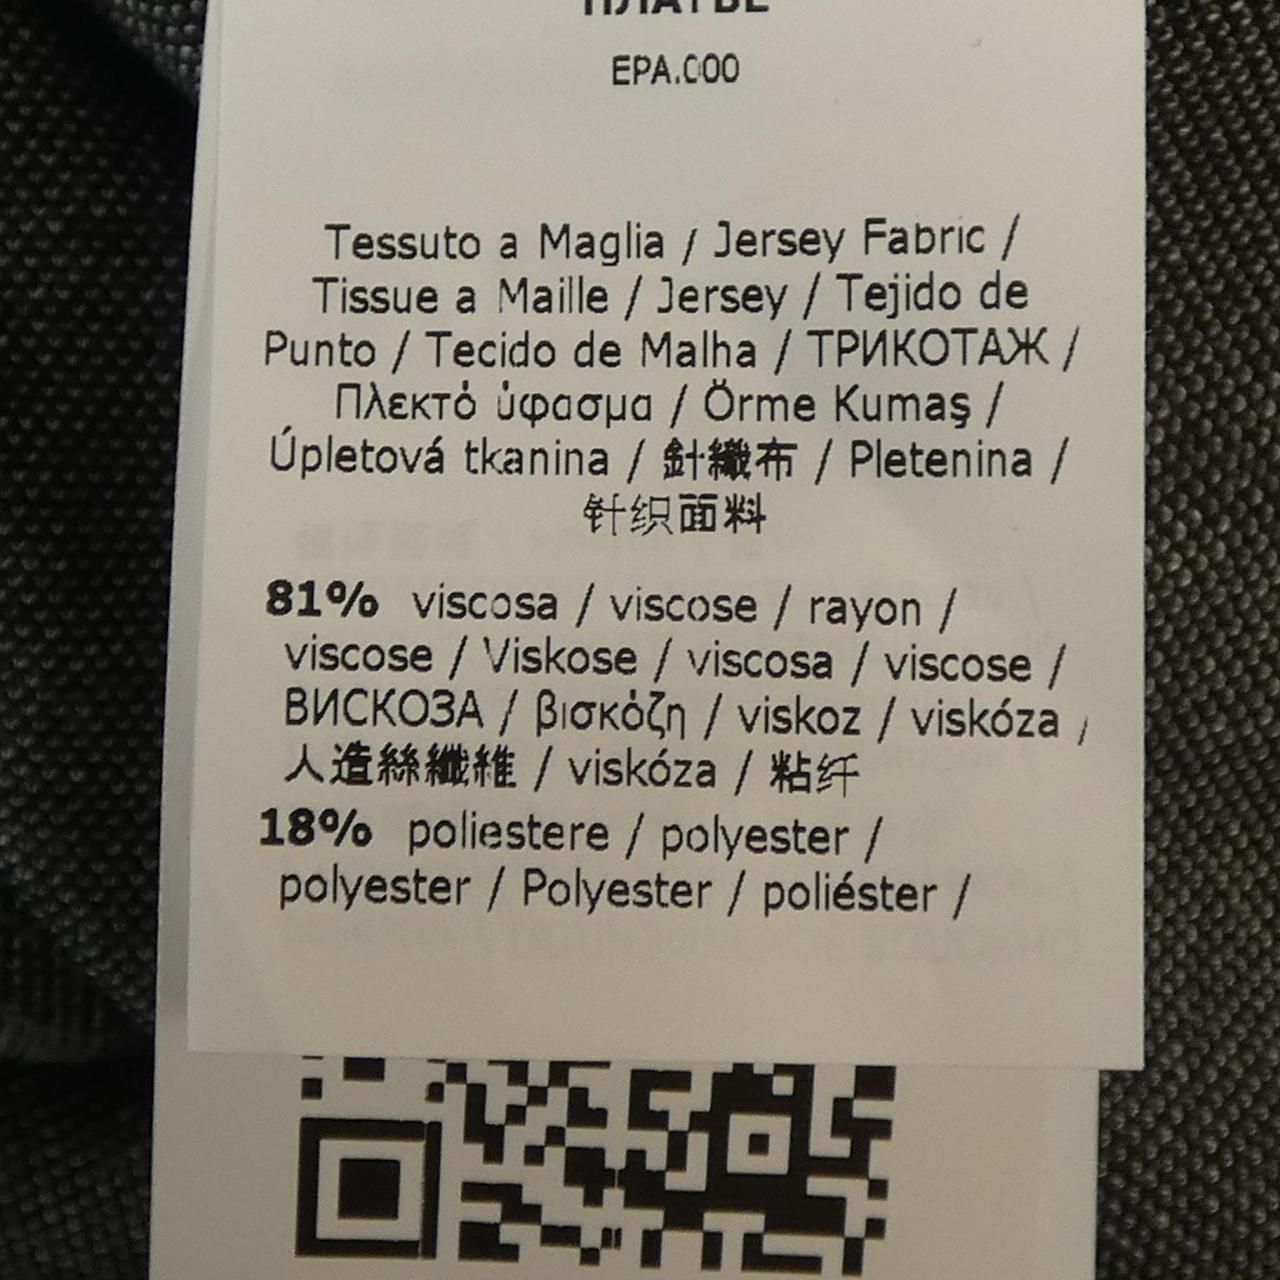 ПЛАТЬЕ
EPA.000
Tessuto a Maglia / Jersey Fabric /
Tissue a Maille / Jersey / Tejido de
Punto / Tecido de Malha / ТРИКОТАЖ /
Πλεκτό ύφασμα / Örme Kumaş /
Úpletová tkanina / 針織布 / Pletenina /
针织面料
81% viscosa / viscose / rayon /
viscose / Viskose / viscosa / viscose /
ВИСКОЗА / βισκόζη / viskoz / viskóza /
人造絲纖維 / viskóza / 粘纤
18% poliestere / polyester /
polyester / Polyester / poliéster /